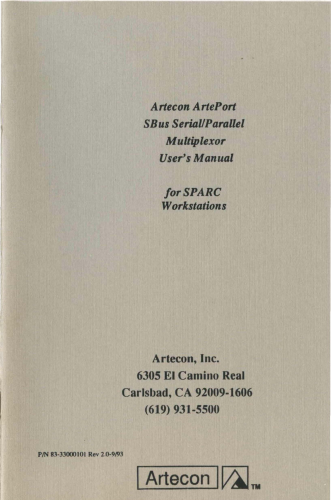 Artecon ArtePort
SBus Serial/Parallel
Multiplexor
User's Manual
for SPARC
Workstations
Artecon, Inc.
6305 El Camino Real
Carlsbad, CA 92009-1606
(619) 931-5500
P/N 83-33000101 Rev 2.0-9/93
Artecon TM